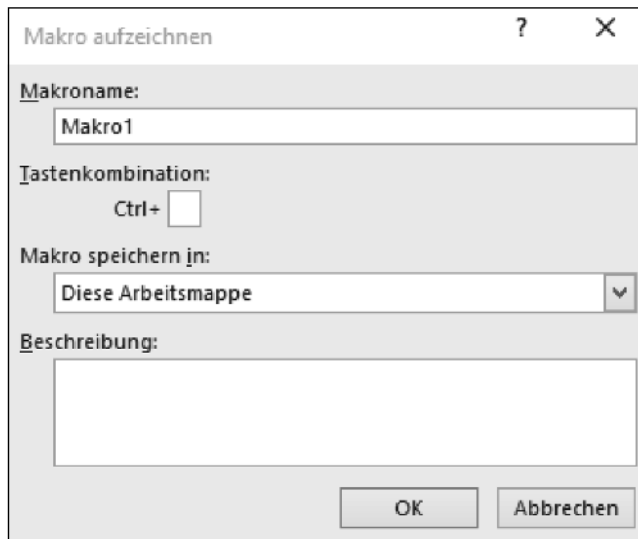 Makro aufzeichnen ?
Makroname:
Makro1
Tastenkombination:
Ctrl+
Makro speichern in:
Diese Arbeitsmappe
Beschreibung:
OK Abbrechen